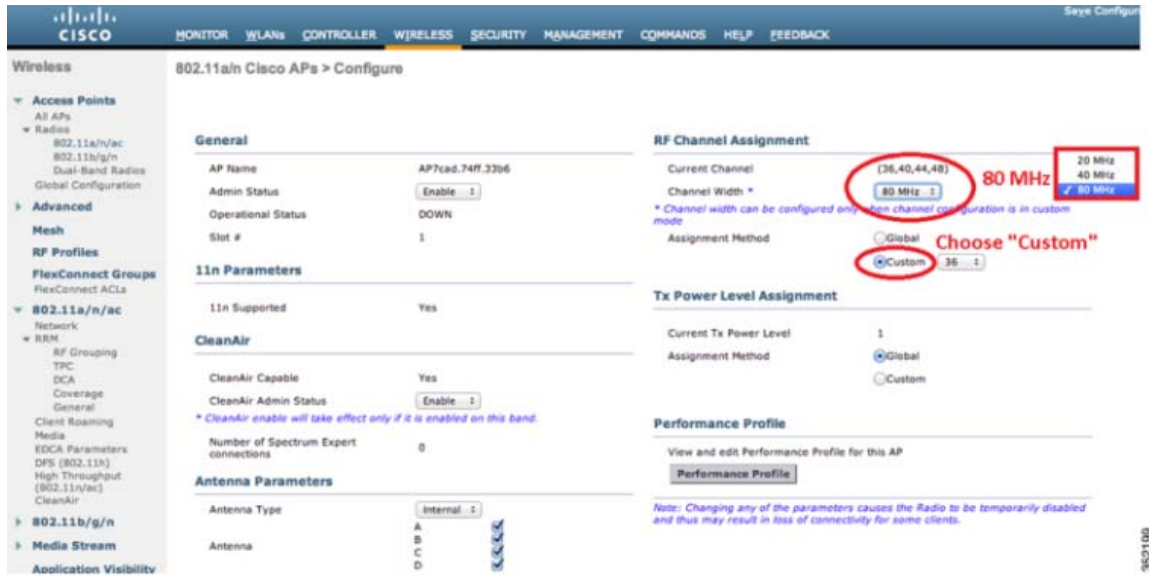 Save Configur
CISCO
MONITOR WLANs CONTROLLER WIRELESS SECURITY MANAGEMENT COMMANDS HELP FEEDBACK
Wireless
Access Points
All APs
Radios
802.11a/n/ac
802.11b/g/n
Dual-Band Radios
Global Configuration
Advanced
Mesh
RF Profiles
FlexConnect Groups
FlexConnect ACLs
802.11a/n/ac
Network
RRM
RF Grouping
TPC
DCA
Coverage
General
Client Roaming
Media
EDCA Parameters
DFS (802.11h)
High Throughput
(802.11n/ac)
CleanAir
802.11b/g/n
Media Stream
Application Visibility
802.11a/n Cisco APs > Configure
General
AP Name AP7cad.74ff.33b6
Admin Status Enable
Operational Status DOWN
Slot # 1
11n Parameters
11n Supported Yes
CleanAir
CleanAir Capable Yes
CleanAir Admin Status Enable
* CleanAir enable will take effect only if it is enabled on this band.
Number of Spectrum Expert
connections 0
Antenna Parameters
Antenna Type Internal
Antenna
A
B
C
D
RF Channel Assignment
Current Channel (36,40,44,48)
Channel Width * 80 MHz
80 MHz
20 MHz
40 MHz
80 MHz
* Channel width can be configured only when channel configuration is in custom
mode
Assignment Method Global
Choose "Custom"
Custom 36
Tx Power Level Assignment
Current Tx Power Level 1
Assignment Method Global
Custom
Performance Profile
View and edit Performance Profile for this AP
Performance Profile
Note: Changing any of the parameters causes the Radio to be temporarily disabled
and thus may result in loss of connectivity for some clients.
352199